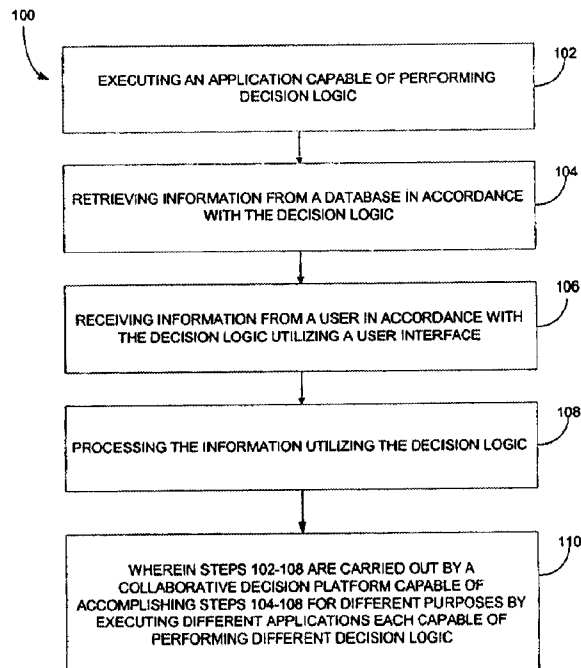 100
102
EXECUTING AN APPLICATION CAPABLE OF PERFORMING
DECISION LOGIC
104
RETRIEVING INFORMATION FROM A DATABASE IN ACCORDANCE
WITH THE DECISION LOGIC
106
RECEIVING INFORMATION FROM A USER IN ACCORDANCE WITH
THE DECISION LOGIC UTILIZING A USER INTERFACE
108
PROCESSING THE INFORMATION UTILIZING THE DECISION LOGIC
110
WHEREIN STEPS 102-108 ARE CARRIED OUT BY A
COLLABORATIVE DECISION PLATFORM CAPABLE OF
ACCOMPLISHING STEPS 104-108 FOR DIFFERENT PURPOSES BY
EXECUTING DIFFERENT APPLICATIONS EACH CAPABLE OF
PERFORMING DIFFERENT DECISION LOGIC